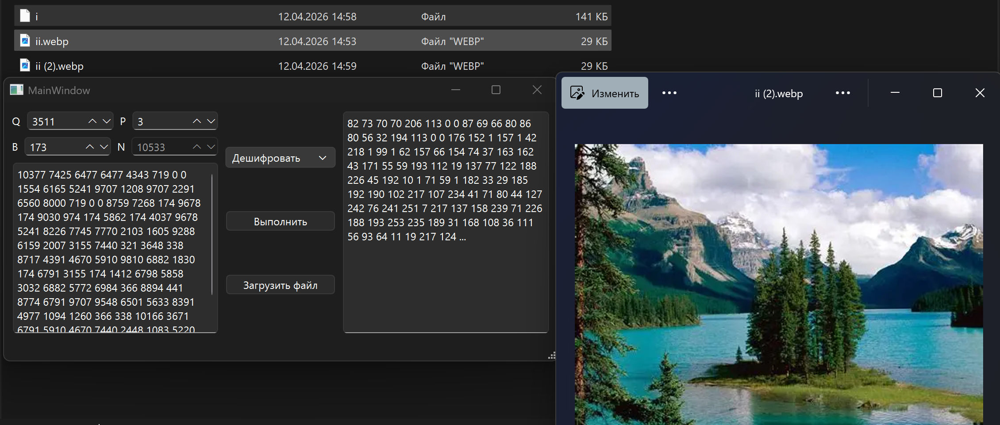 i 12.04.2026 14:58 Файл 141 КБ
ii.webp 12.04.2026 14:53 Файл "WEBP" 29 КБ
ii (2).webp 12.04.2026 14:59 Файл "WEBP" 29 КБ
MainWindow
Q 3511 P 3
B 173 N 10533
10377 7425 6477 6477 4343 719 0 0
1554 6165 5241 9707 1208 9707 2291
6560 8000 719 0 0 8759 7268 174 9678
174 9030 974 174 5862 174 4037 9678
5241 8226 7745 7770 2103 1605 9288
6159 2007 3155 7440 321 3648 338
8717 4391 4670 5910 9810 6882 1830
174 6791 3155 174 1412 6798 5858
3032 6882 5772 6984 366 8894 441
8774 6791 9707 9548 6501 5633 8391
4977 1094 1260 366 338 10166 3671
6791 5910 4670 7440 2448 1083 5220
Дешифровать
Выполнить
Загрузить файл
82 73 70 70 206 113 0 0 87 69 66 80 86
80 56 32 194 113 0 0 176 152 1 157 1 42
218 1 99 1 62 157 66 154 74 37 163 162
43 171 55 59 193 112 19 137 77 122 188
226 45 192 10 1 71 59 1 182 33 29 185
192 190 102 217 107 234 41 71 80 44 127
242 76 241 251 7 217 137 158 239 71 226
188 193 253 235 189 31 168 108 36 111
56 93 64 11 19 217 124 ...
Изменить
ii (2).webp